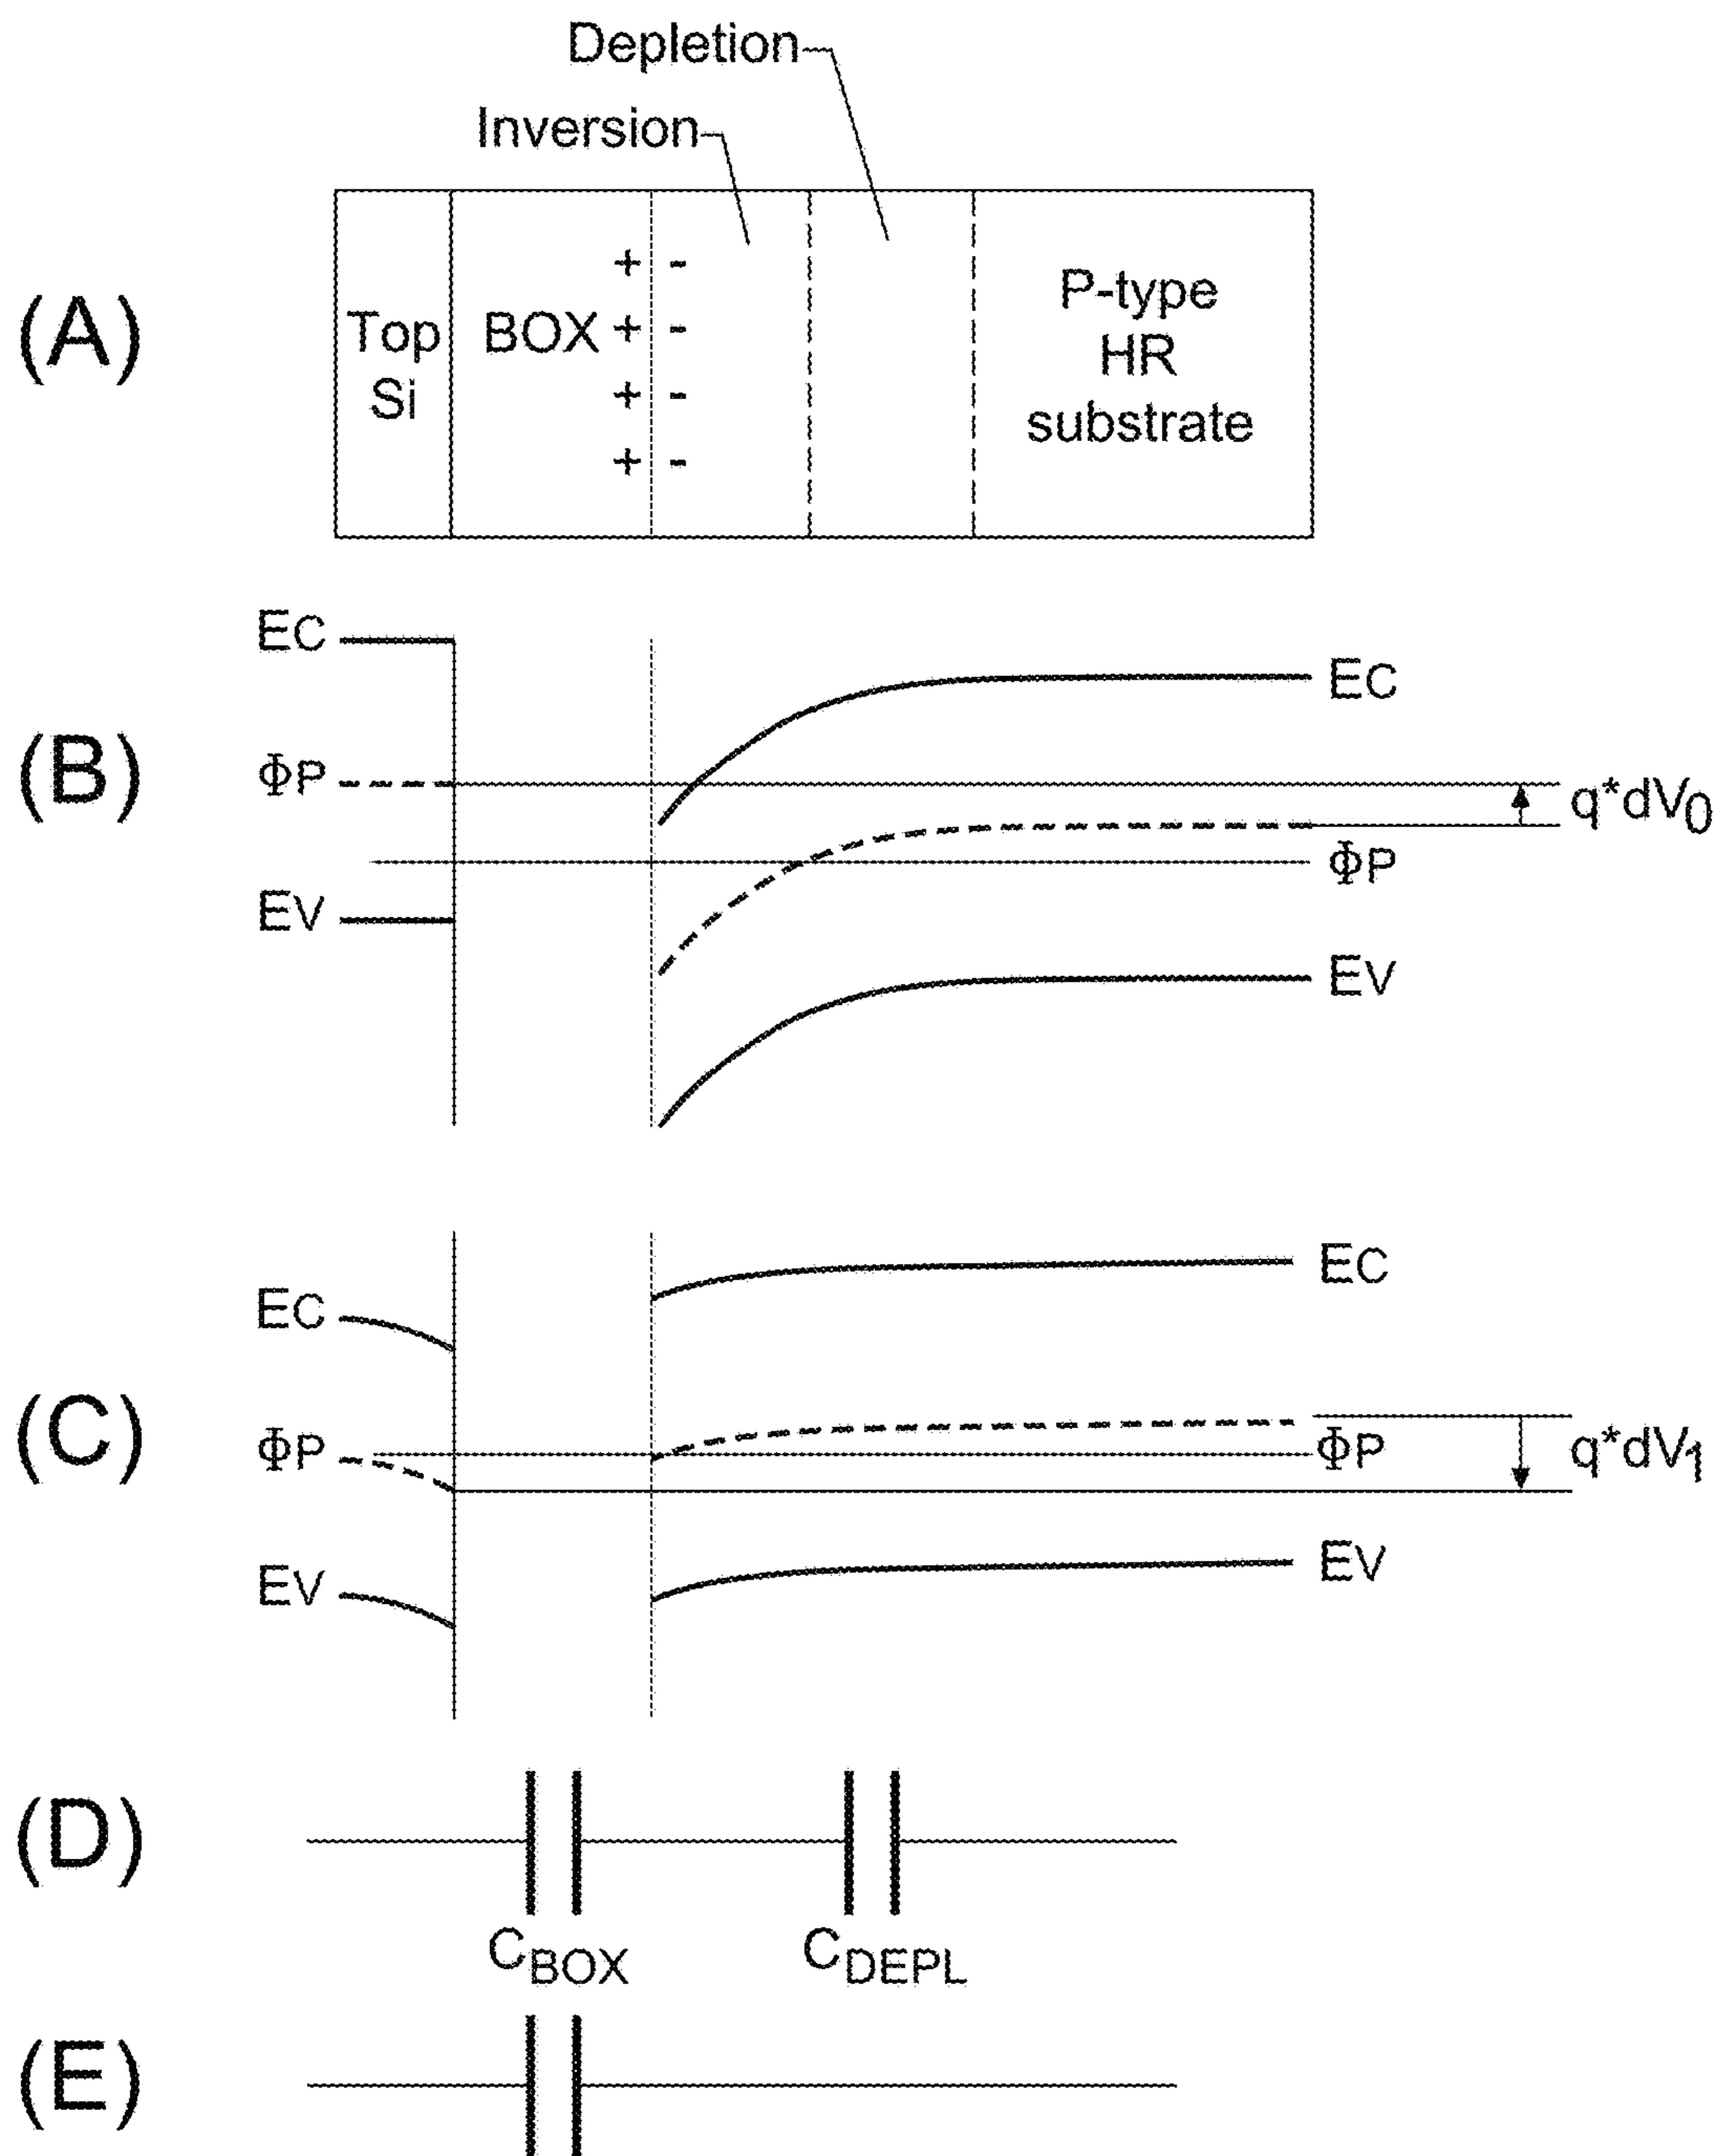 Depletion
Inversion
(A)
Top
Si
BOX
+ -
+ -
+ -
+ -
P-type
HR
substrate
(B)
EC
ΦP
EV
EC
q*dV0
ΦP
EV
(C)
EC
ΦP
EV
EC
ΦP
q*dV1
EV
(D)
CBOX
CDEPL
(E)